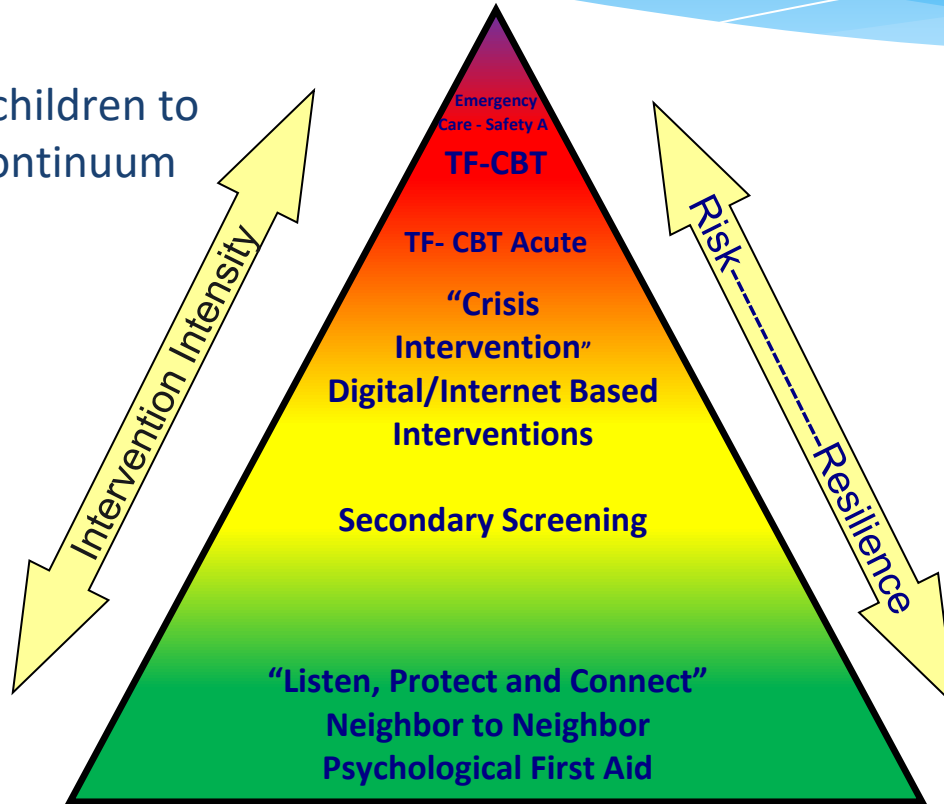 children to
ontinuum
Emergency
Care - Safety A
TF-CBT
TF- CBT Acute
“Crisis
Intervention”
Digital/Internet Based
Interventions
Secondary Screening
“Listen, Protect and Connect”
Neighbor to Neighbor
Psychological First Aid
Intervention Intensity
Risk------------Resilience